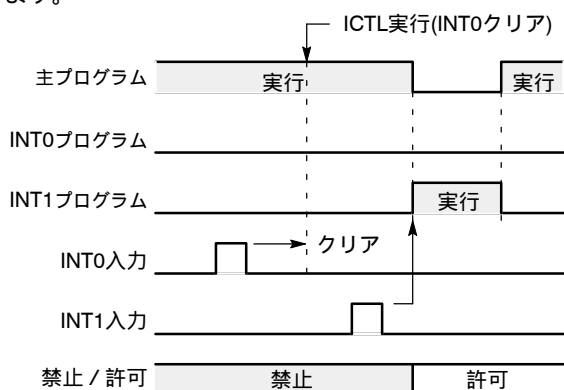 ます。
ICTL実行(INT0クリア)
主プログラム 実行 実行
INT0プログラム
INT1プログラム 実行
INT0入力 クリア
INT1入力
禁止 / 許可 禁止 許可